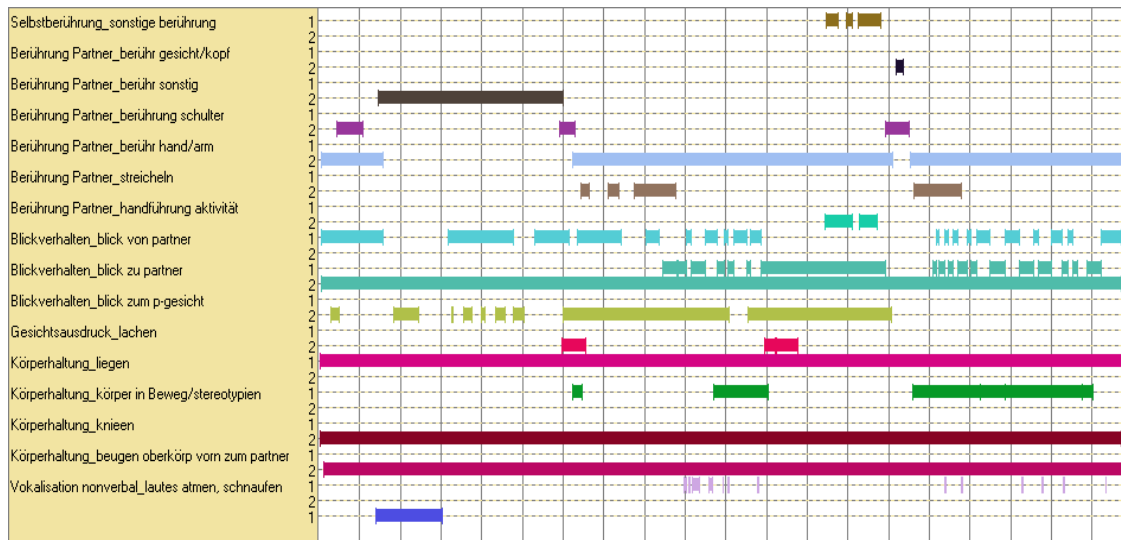 Selbstberührung_sonstige berührung 1
2
Berührung Partner_berühr gesicht/kopf 1
2
Berührung Partner_berühr sonstig 1
2
Berührung Partner_berührung schulter 1
2
Berührung Partner_berühr hand/arm 1
2
Berührung Partner_streicheln 1
2
Berührung Partner_handführung aktivität 1
2
Blickverhalten_blick von partner 1
2
Blickverhalten_blick zu partner 1
2
Blickverhalten_blick zum p-gesicht 1
2
Gesichtsausdruck_lachen 1
2
Körperhaltung_liegen 1
2
Körperhaltung_körper in Beweg/stereotypien 1
2
Körperhaltung_knieen 1
2
Körperhaltung_beugen oberkörp vorn zum partner 1
2
Vokalisation nonverbal_lautes atmen, schnaufen 1
2
1